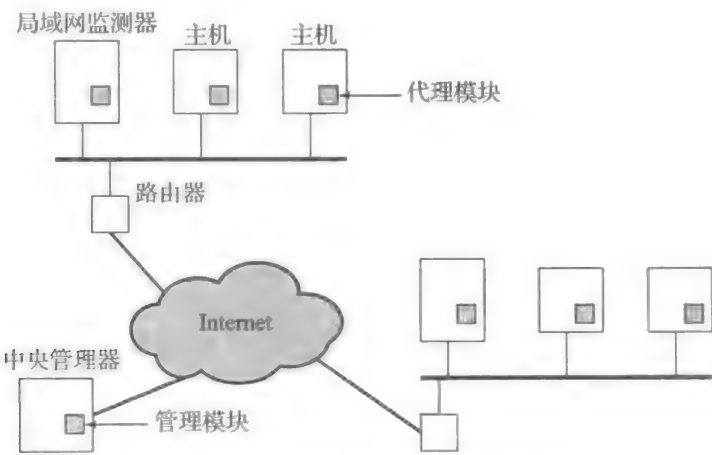 局域网监测器
主机
主机
代理模块
路由器
Internet
中央管理器
管理模块